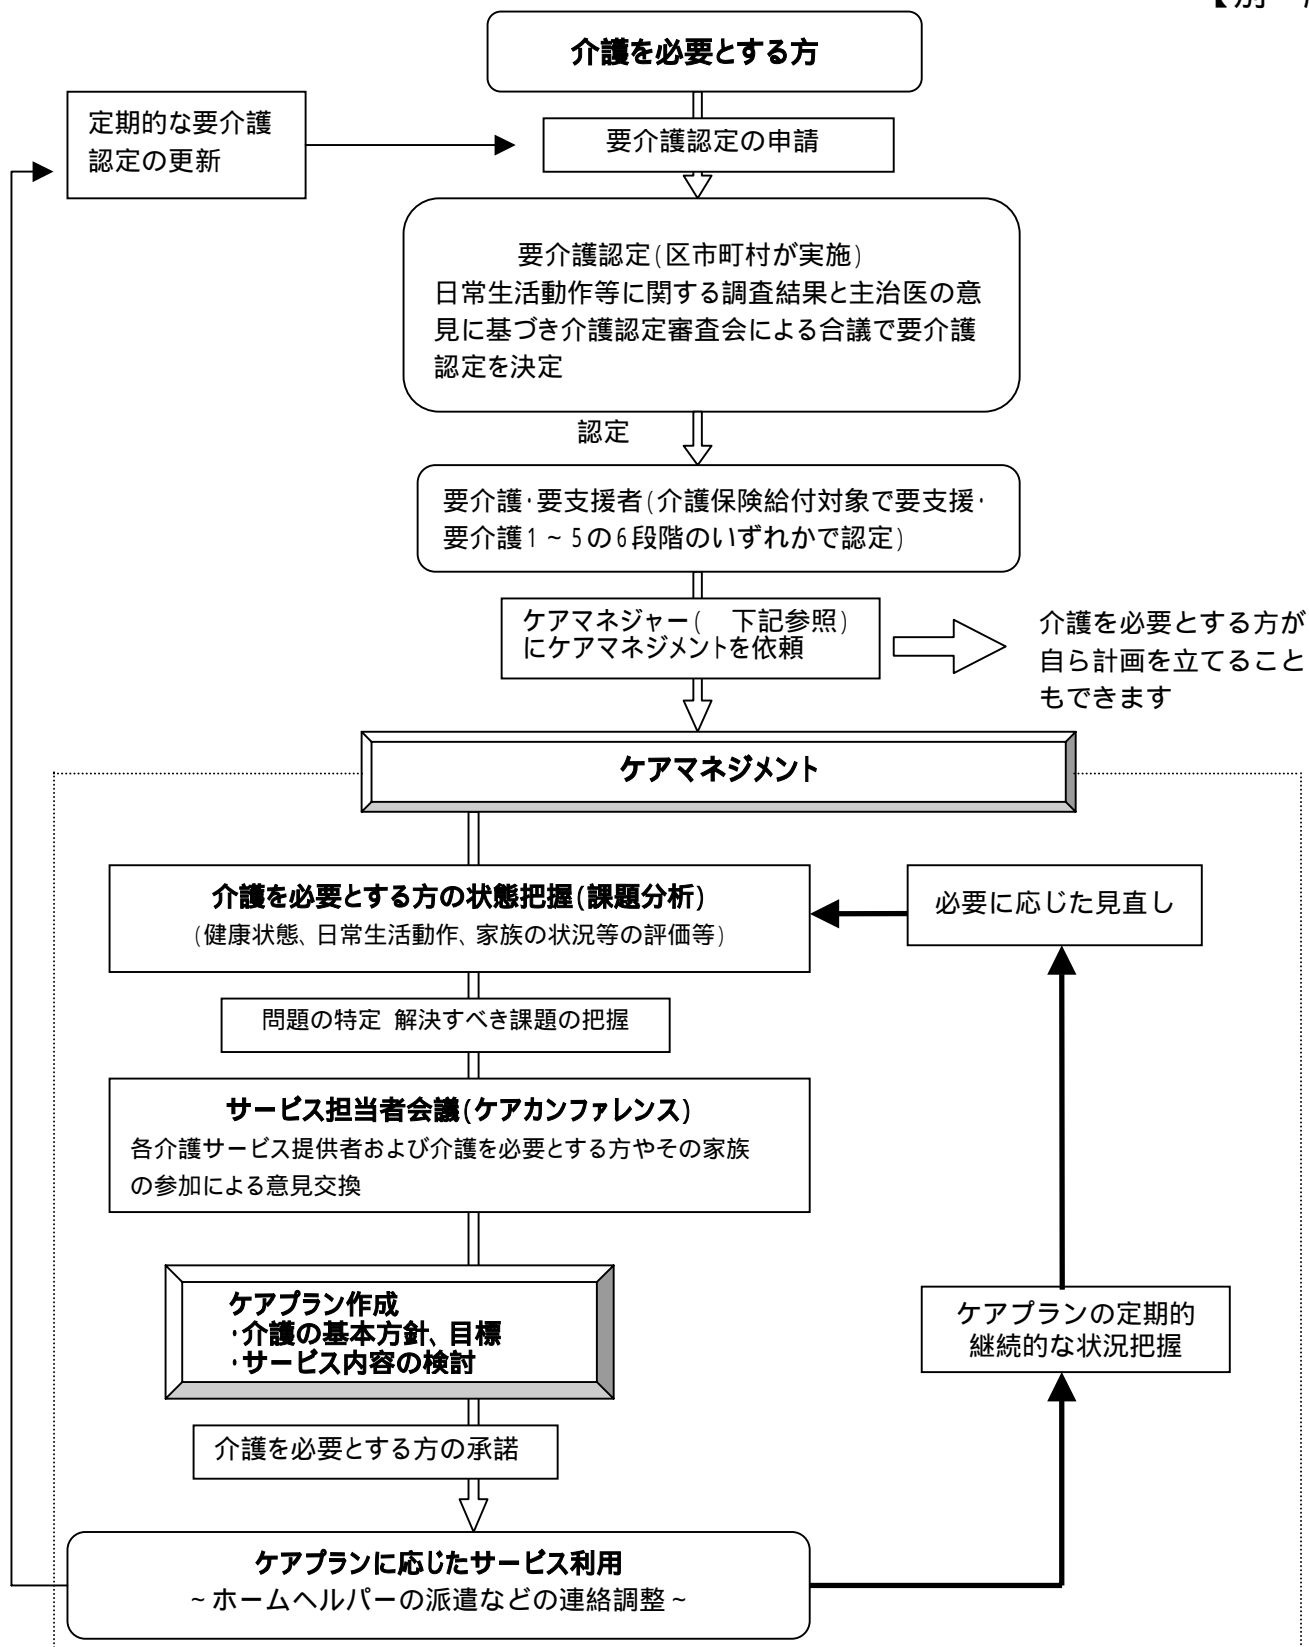 【別
介護を必要とする方
定期的な要介護
認定の更新
要介護認定の申請
要介護認定(区市町村が実施)
日常生活動作等に関する調査結果と主治医の意
見に基づき介護認定審査会による合議で要介護
認定を決定
認定
要介護・要支援者(介護保険給付対象で要支援・
要介護1~5の6段階のいずれかで認定)
ケアマネジャー( 下記参照)
にケアマネジメントを依頼
介護を必要とする方が
自ら計画を立てること
もできます
ケアマネジメント
介護を必要とする方の状態把握(課題分析)
(健康状態、日常生活動作、家族の状況等の評価等)
必要に応じた見直し
問題の特定 解決すべき課題の把握
サービス担当者会議(ケアカンファレンス)
各介護サービス提供者および介護を必要とする方やその家族
の参加による意見交換
ケアプラン作成
・介護の基本方針、目標
・サービス内容の検討
ケアプランの定期的
継続的な状況把握
介護を必要とする方の承諾
ケアプランに応じたサービス利用
~ホームヘルパーの派遣などの連絡調整~